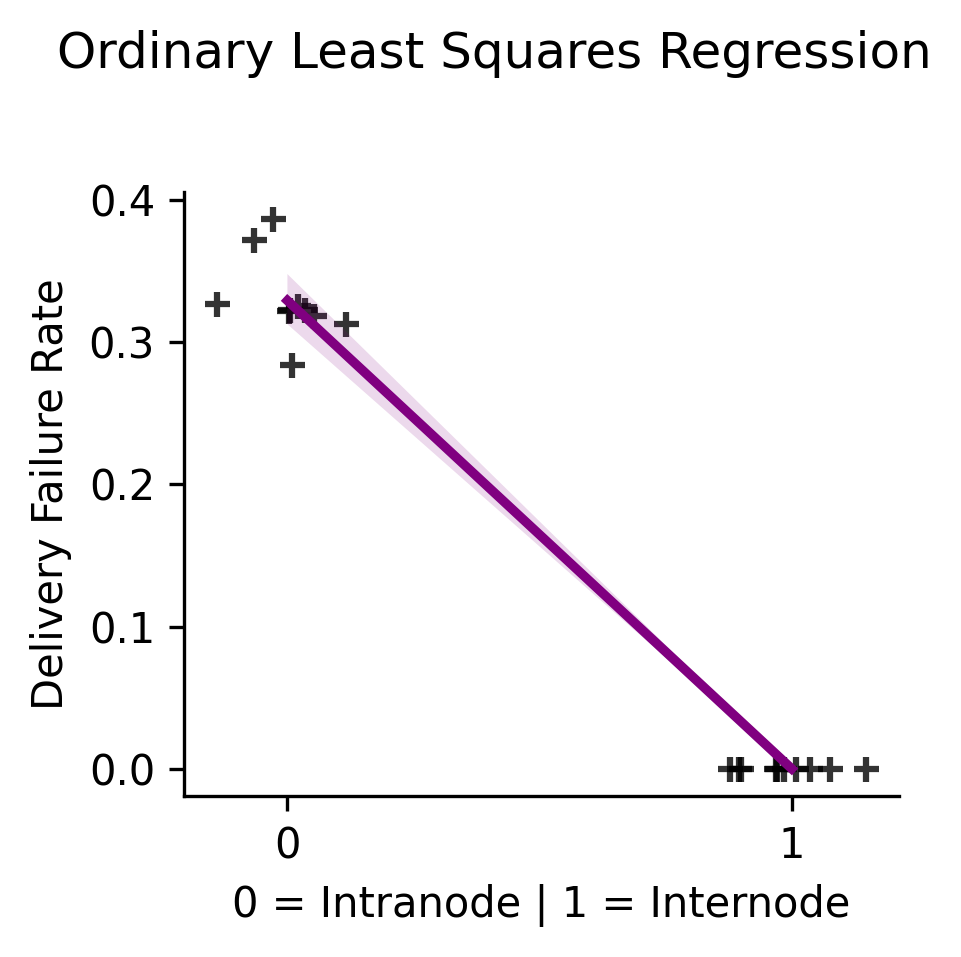 Ordinary Least Squares Regression
0.4
0.3
0.2
0.1
0.0
Delivery Failure Rate
0
1
0 = Intranode | 1 = Internode